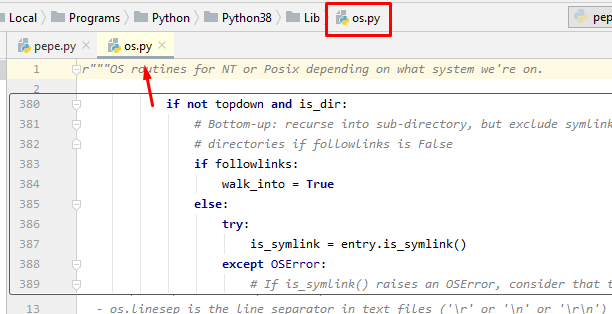 Local Programs Python Python38 Lib os.py pepe.py
pepe.py os.py
1 r"""OS routines for NT or Posix depending on what system we're on.
2
380 if not topdown and is_dir:
381 # Bottom-up: recurse into sub-directory, but exclude symlink
382 # directories if followlinks is False
383 if followlinks:
384 walk_into = True
385 else:
386 try:
387 is_symlink = entry.is_symlink()
388 except OSError:
389 # If is_symlink() raises an OSError, consider that t
13 - os.linesep is the line separator in text files ('\r' or '\n' or '\r\n')